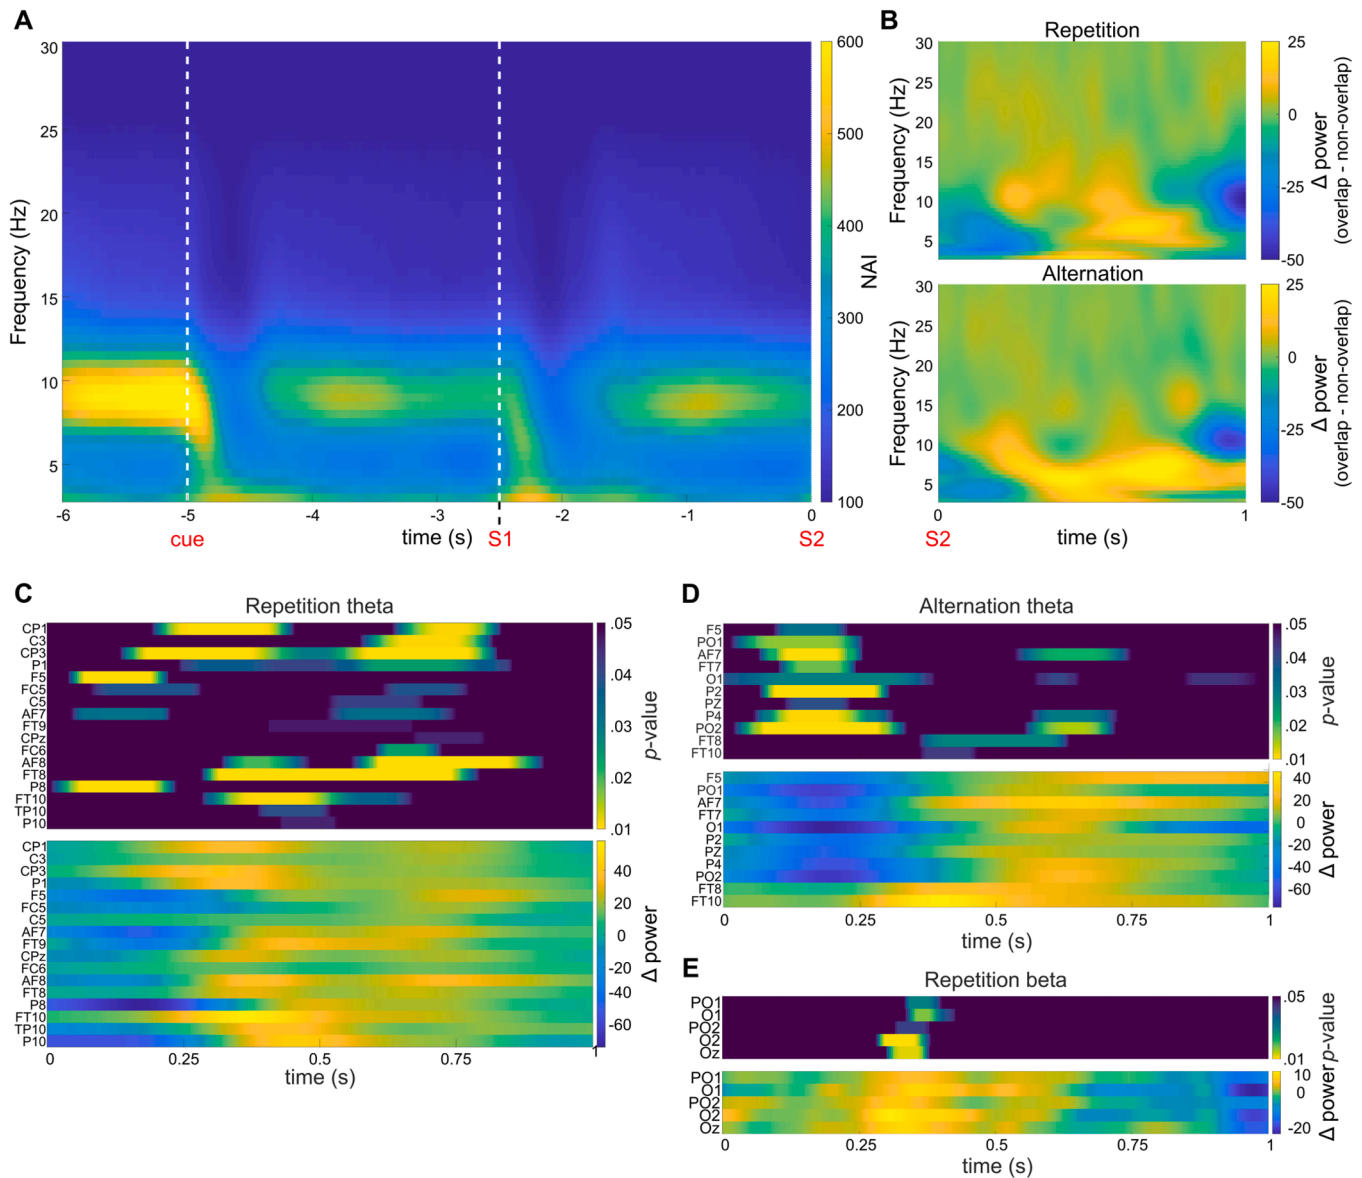 A
30
25
20
15
10
5
Frequency (Hz)
-6
-5
-4
-3
-2
-1
0
cue
time (s)
S1
S2
600
500
400
300
200
100
NAI
B
Repetition
30
25
20
15
10
5
Frequency (Hz)
25
0
-25
-50
Δ power
(overlap - non-overlap)
Alternation
30
25
20
15
10
5
Frequency (Hz)
0
1
S2
time (s)
25
0
-25
-50
Δ power
(overlap - non-overlap)
C
Repetition theta
CP1
C3
CP3
P1
F5
FC5
C5
AF7
FT9
CPz
FC6
AF8
FT8
P8
FT10
TP10
P10
.05
.04
.03
.02
.01
p-value
CP1
C3
CP3
P1
F5
FC5
C5
AF7
FT9
CPz
FC6
AF8
FT8
P8
FT10
TP10
P10
40
20
0
-20
-40
-60
Δ power
0
0.25
0.5
0.75
1
time (s)
D
Alternation theta
F5
PO1
AF7
FT7
O1
P2
PZ
P4
PO2
FT8
FT10
.05
.04
.03
.02
.01
p-value
F5
PO1
AF7
FT7
O1
P2
PZ
P4
PO2
FT8
FT10
40
20
0
-20
-40
-60
Δ power
0
0.25
0.5
0.75
1
time (s)
E
Repetition beta
PO1
O1
PO2
O2
Oz
.05
.01
p-value
PO1
O1
PO2
O2
Oz
10
0
-20
Δ power
0
0.25
0.5
0.75
1
time (s)